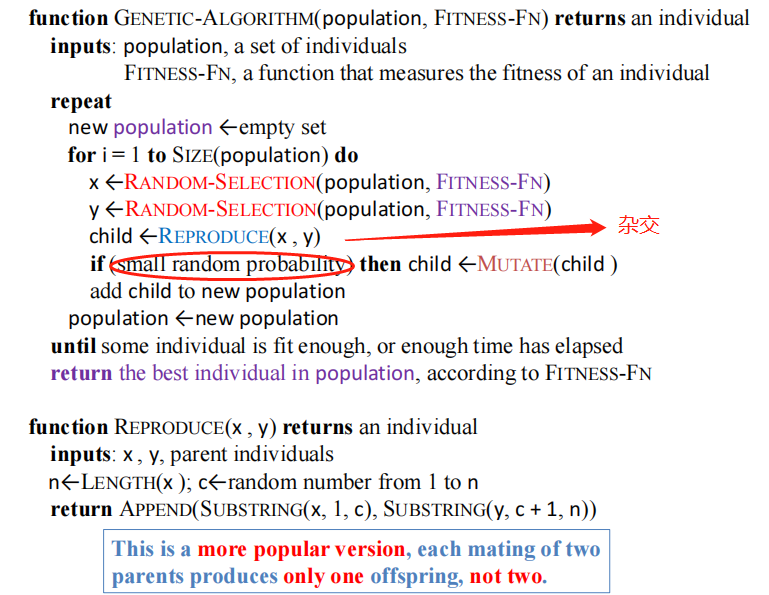 function GENETIC-ALGORITHM(population, FITNESS-FN) returns an individual
inputs: population, a set of individuals
FITNESS-FN, a function that measures the fitness of an individual
repeat
new population ←empty set
for i = 1 to SIZE(population) do
x ←RANDOM-SELECTION(population, FITNESS-FN)
y ←RANDOM-SELECTION(population, FITNESS-FN)
child ←REPRODUCE(x , y)
杂交
if (small random probability) then child ←MUTATE(child )
add child to new population
population ←new population
until some individual is fit enough, or enough time has elapsed
return the best individual in population, according to FITNESS-FN
function REPRODUCE(x , y) returns an individual
inputs: x , y, parent individuals
n←LENGTH(x ); c←random number from 1 to n
return APPEND(SUBSTRING(x, 1, c), SUBSTRING(y, c + 1, n))
This is a more popular version, each mating of two
parents produces only one offspring, not two.